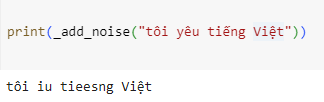 print(_add_noise("tôi yêu tiếng Việt"))
tôi iu tieesng Việt